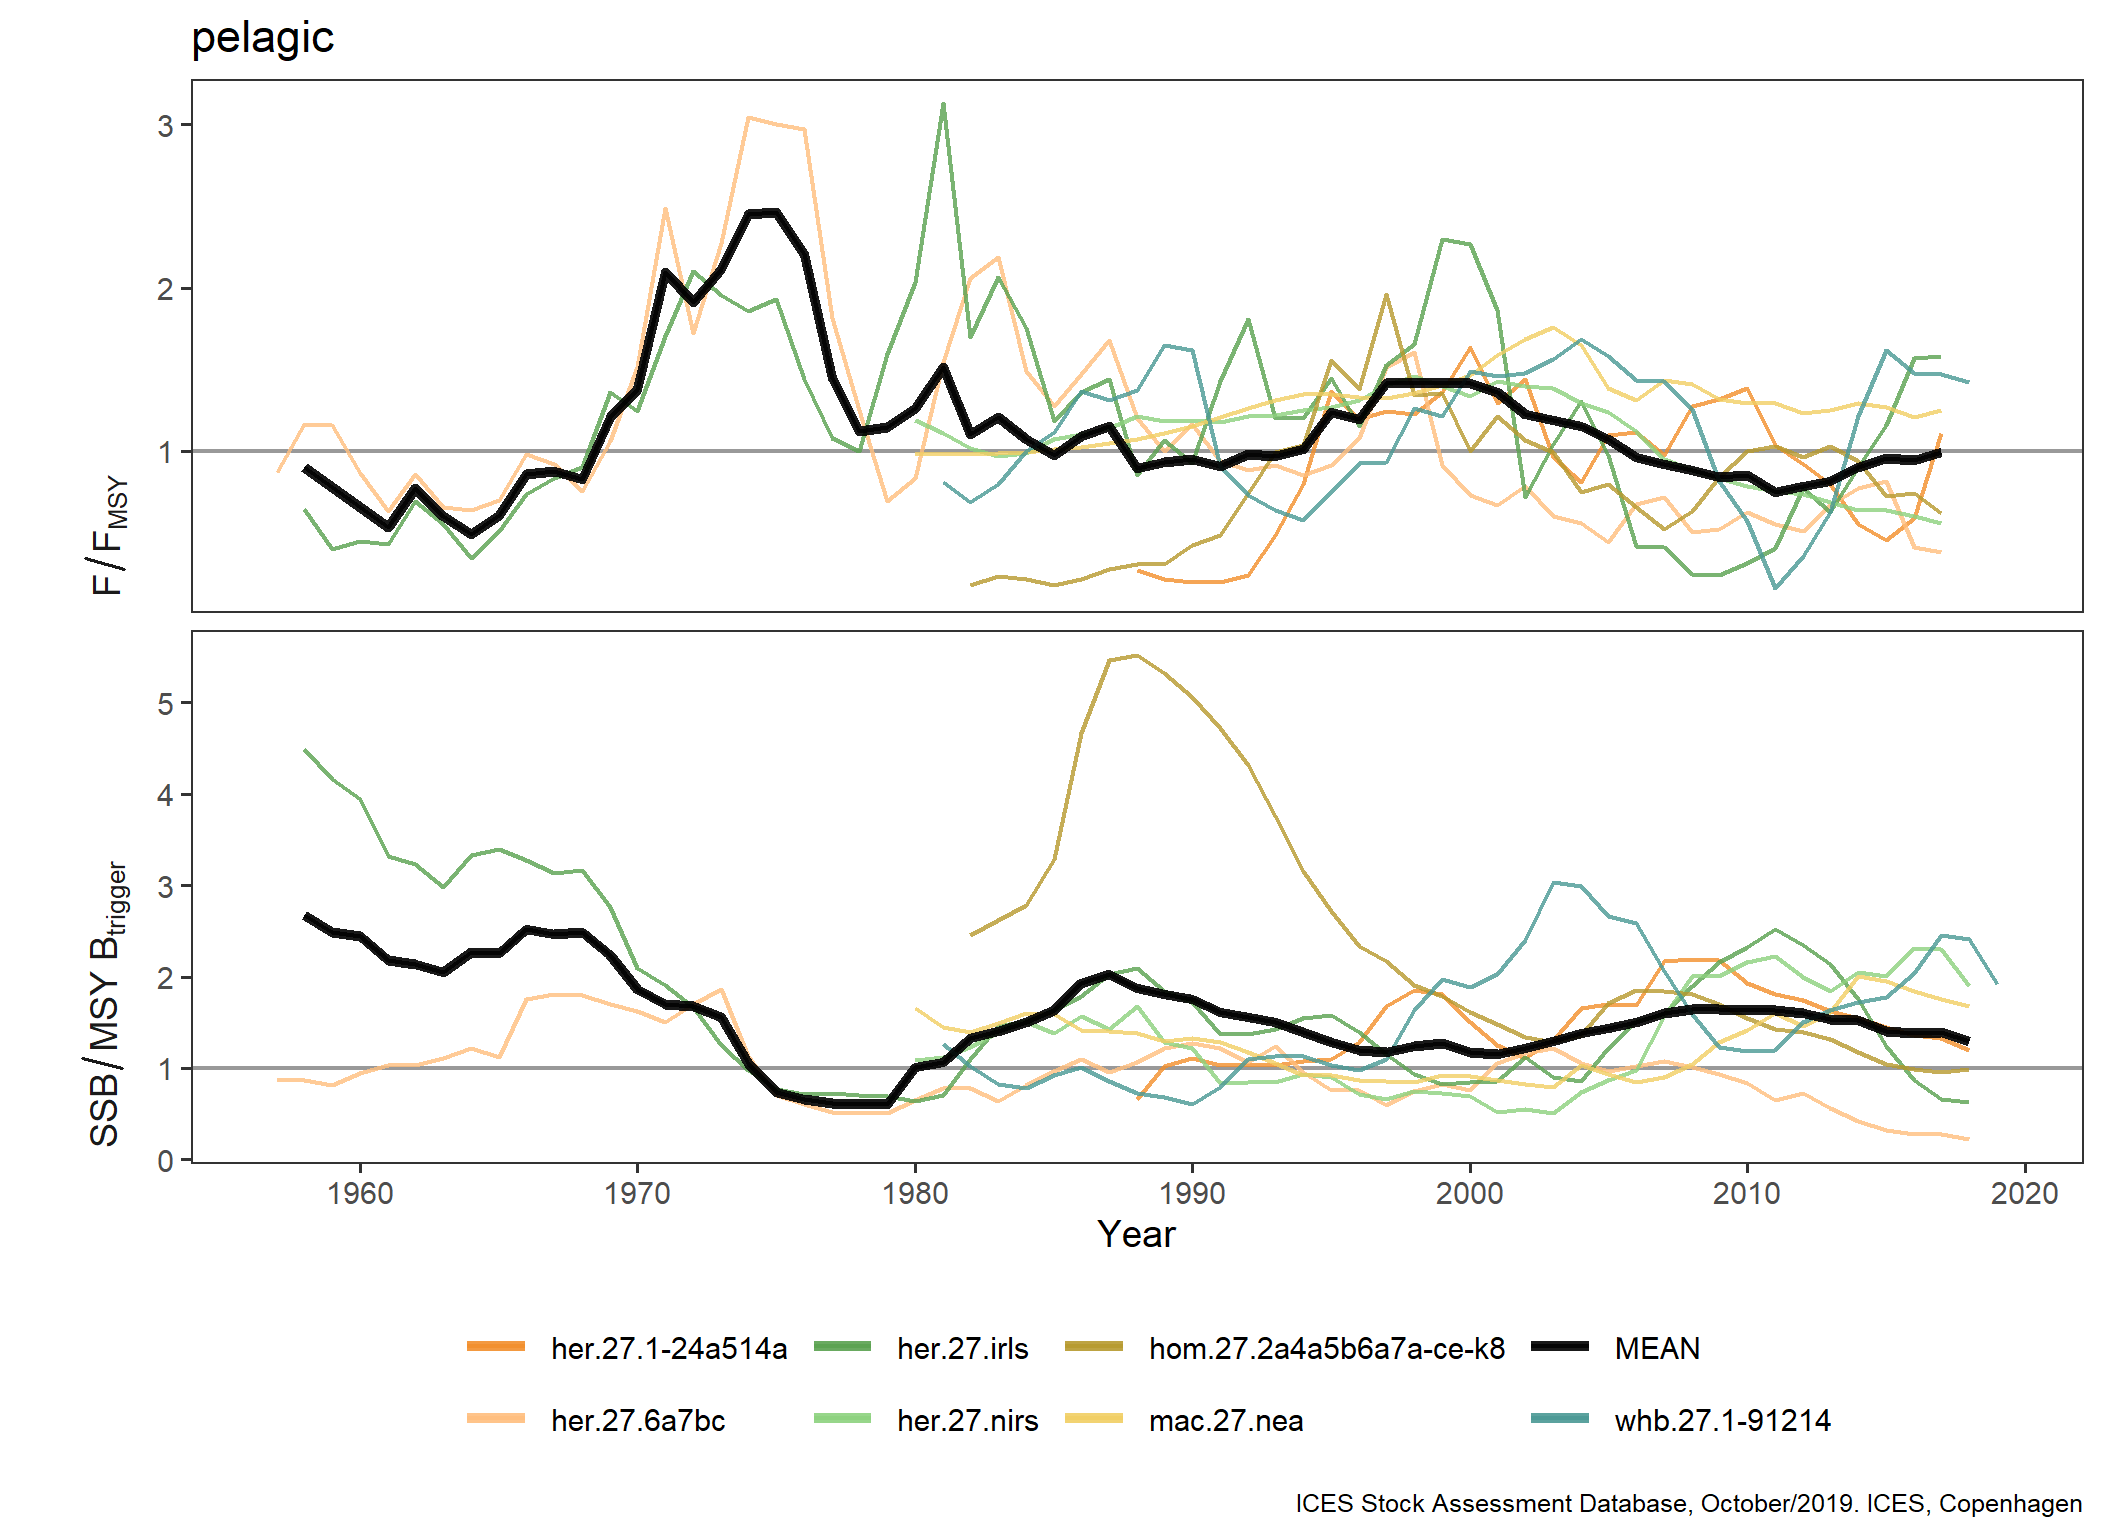 pelagic
3
2
1
F / FMSY
5
4
3
2
1
0
SSB / MSY Btrigger
1960 1970 1980 1990 2000 2010 2020
Year
her.27.1-24a514a her.27.irls hom.27.2a4a5b6a7a-ce-k8 MEAN
her.27.6a7bc her.27.nirs mac.27.nea whb.27.1-91214
ICES Stock Assessment Database, October/2019. ICES, Copenhagen